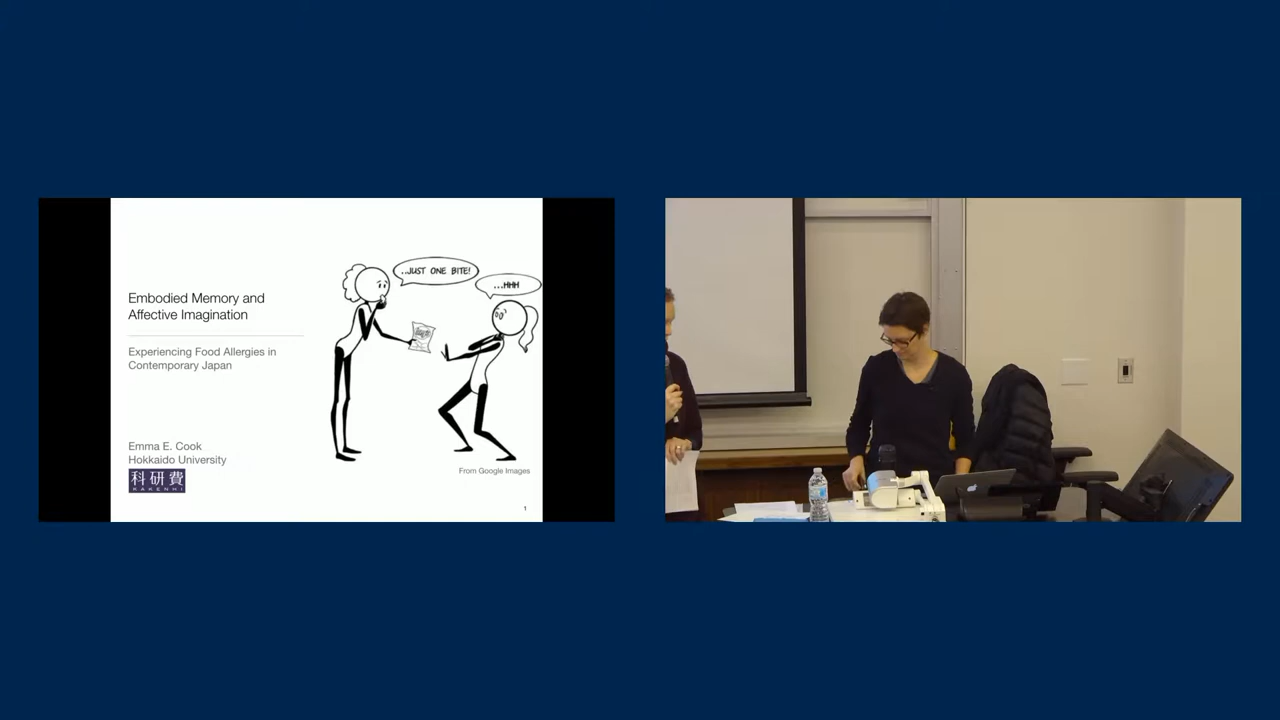 Embodied Memory and
Affective Imagination
Experiencing Food Allergies in
Contemporary Japan
Emma E. Cook
Hokkaido University
科研費
KAKENHI
..JUST ONE BITE!
...HHH
From Google Images
1